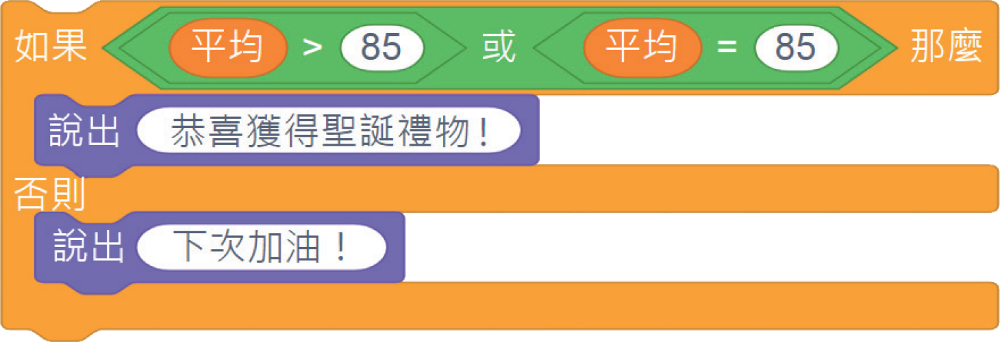 如果 平均 > 85 或 平均 = 85 那麼
說出 恭喜獲得聖誕禮物!
否則
說出 下次加油！